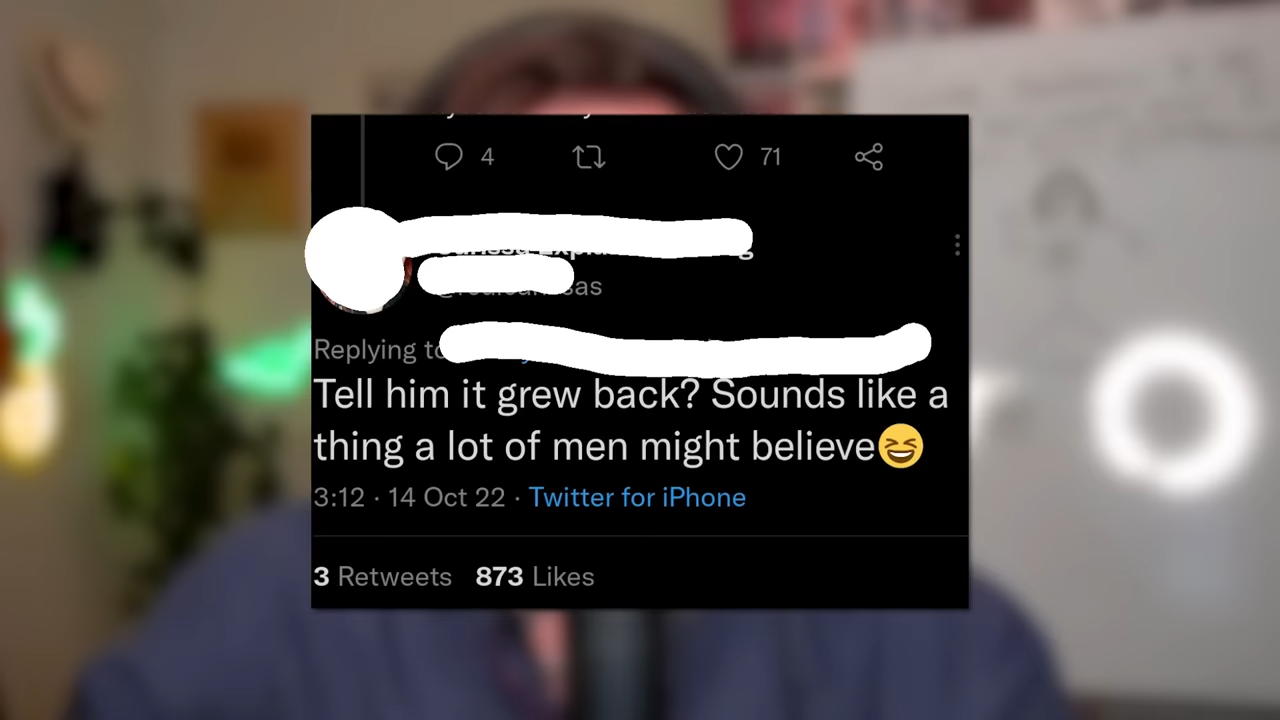 4 71
Replying to
Tell him it grew back? Sounds like a
thing a lot of men might believe😆
3:12 · 14 Oct 22 · Twitter for iPhone
3 Retweets 873 Likes